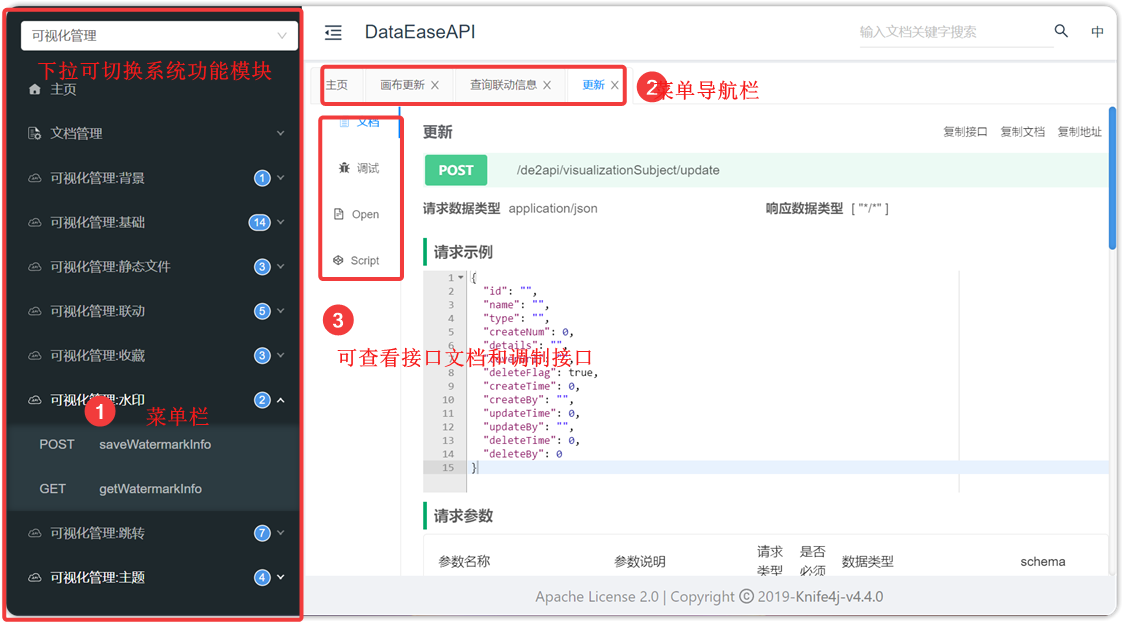 可视化管理
下拉可切换系统功能模块
主页
文档管理
可视化管理:背景 1
可视化管理:基础 14
可视化管理:静态文件 3
可视化管理:联动 5
可视化管理:收藏 3
可视化管理:水印 2
1 菜单栏
POST saveWatermarkInfo
GET getWatermarkInfo
可视化管理:跳转 7
可视化管理:主题 4
DataEaseAPI
输入文档关键字搜索
中
主页 画布更新 查询联动信息 更新
2 菜单导航栏
文档
调试
Open
Script
3
可查看接口文档和调制接口
更新
复制接口 复制文档 复制地址
POST /de2api/visualizationSubject/update
请求数据类型 application/json 响应数据类型 [ "*/*" ]
请求示例
1 {
2 "id": "",
3 "name": "",
4 "type": "",
5 "createNum": 0,
6 "details": "",
8 "deleteFlag": true,
9 "createTime": 0,
10 "createBy": "",
11 "updateTime": 0,
12 "updateBy": "",
13 "deleteTime": 0,
14 "deleteBy": 0
15 }
请求参数
参数名称 参数说明 请求类型 是否必须 数据类型 schema
Apache License 2.0 | Copyright © 2019-Knife4j-v4.4.0